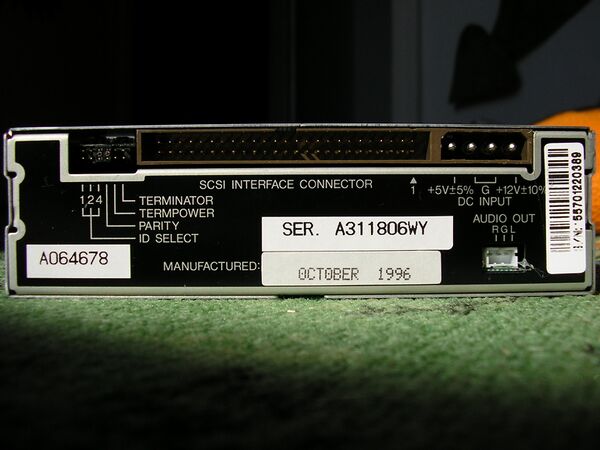 SCSI INTERFACE CONNECTOR
1
+5V±5% G +12V±10%
DC INPUT
1 2 4
TERMINATOR
TERMPOWER
PARITY
ID SELECT
AUDIO OUT
R G L
SER. A311806WY
A064678
MANUFACTURED:
OCTOBER 1996
I/N: 55701220389